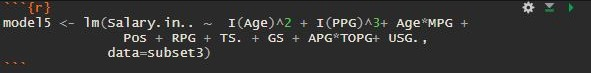 ```{r}
model5 <- lm(Salary.in.. ~ I(Age)^2 + I(PPG)^3+ Age*MPG +
Pos + RPG + TS. + GS + APG*TOPG+ USG.,
data=subset3)
```